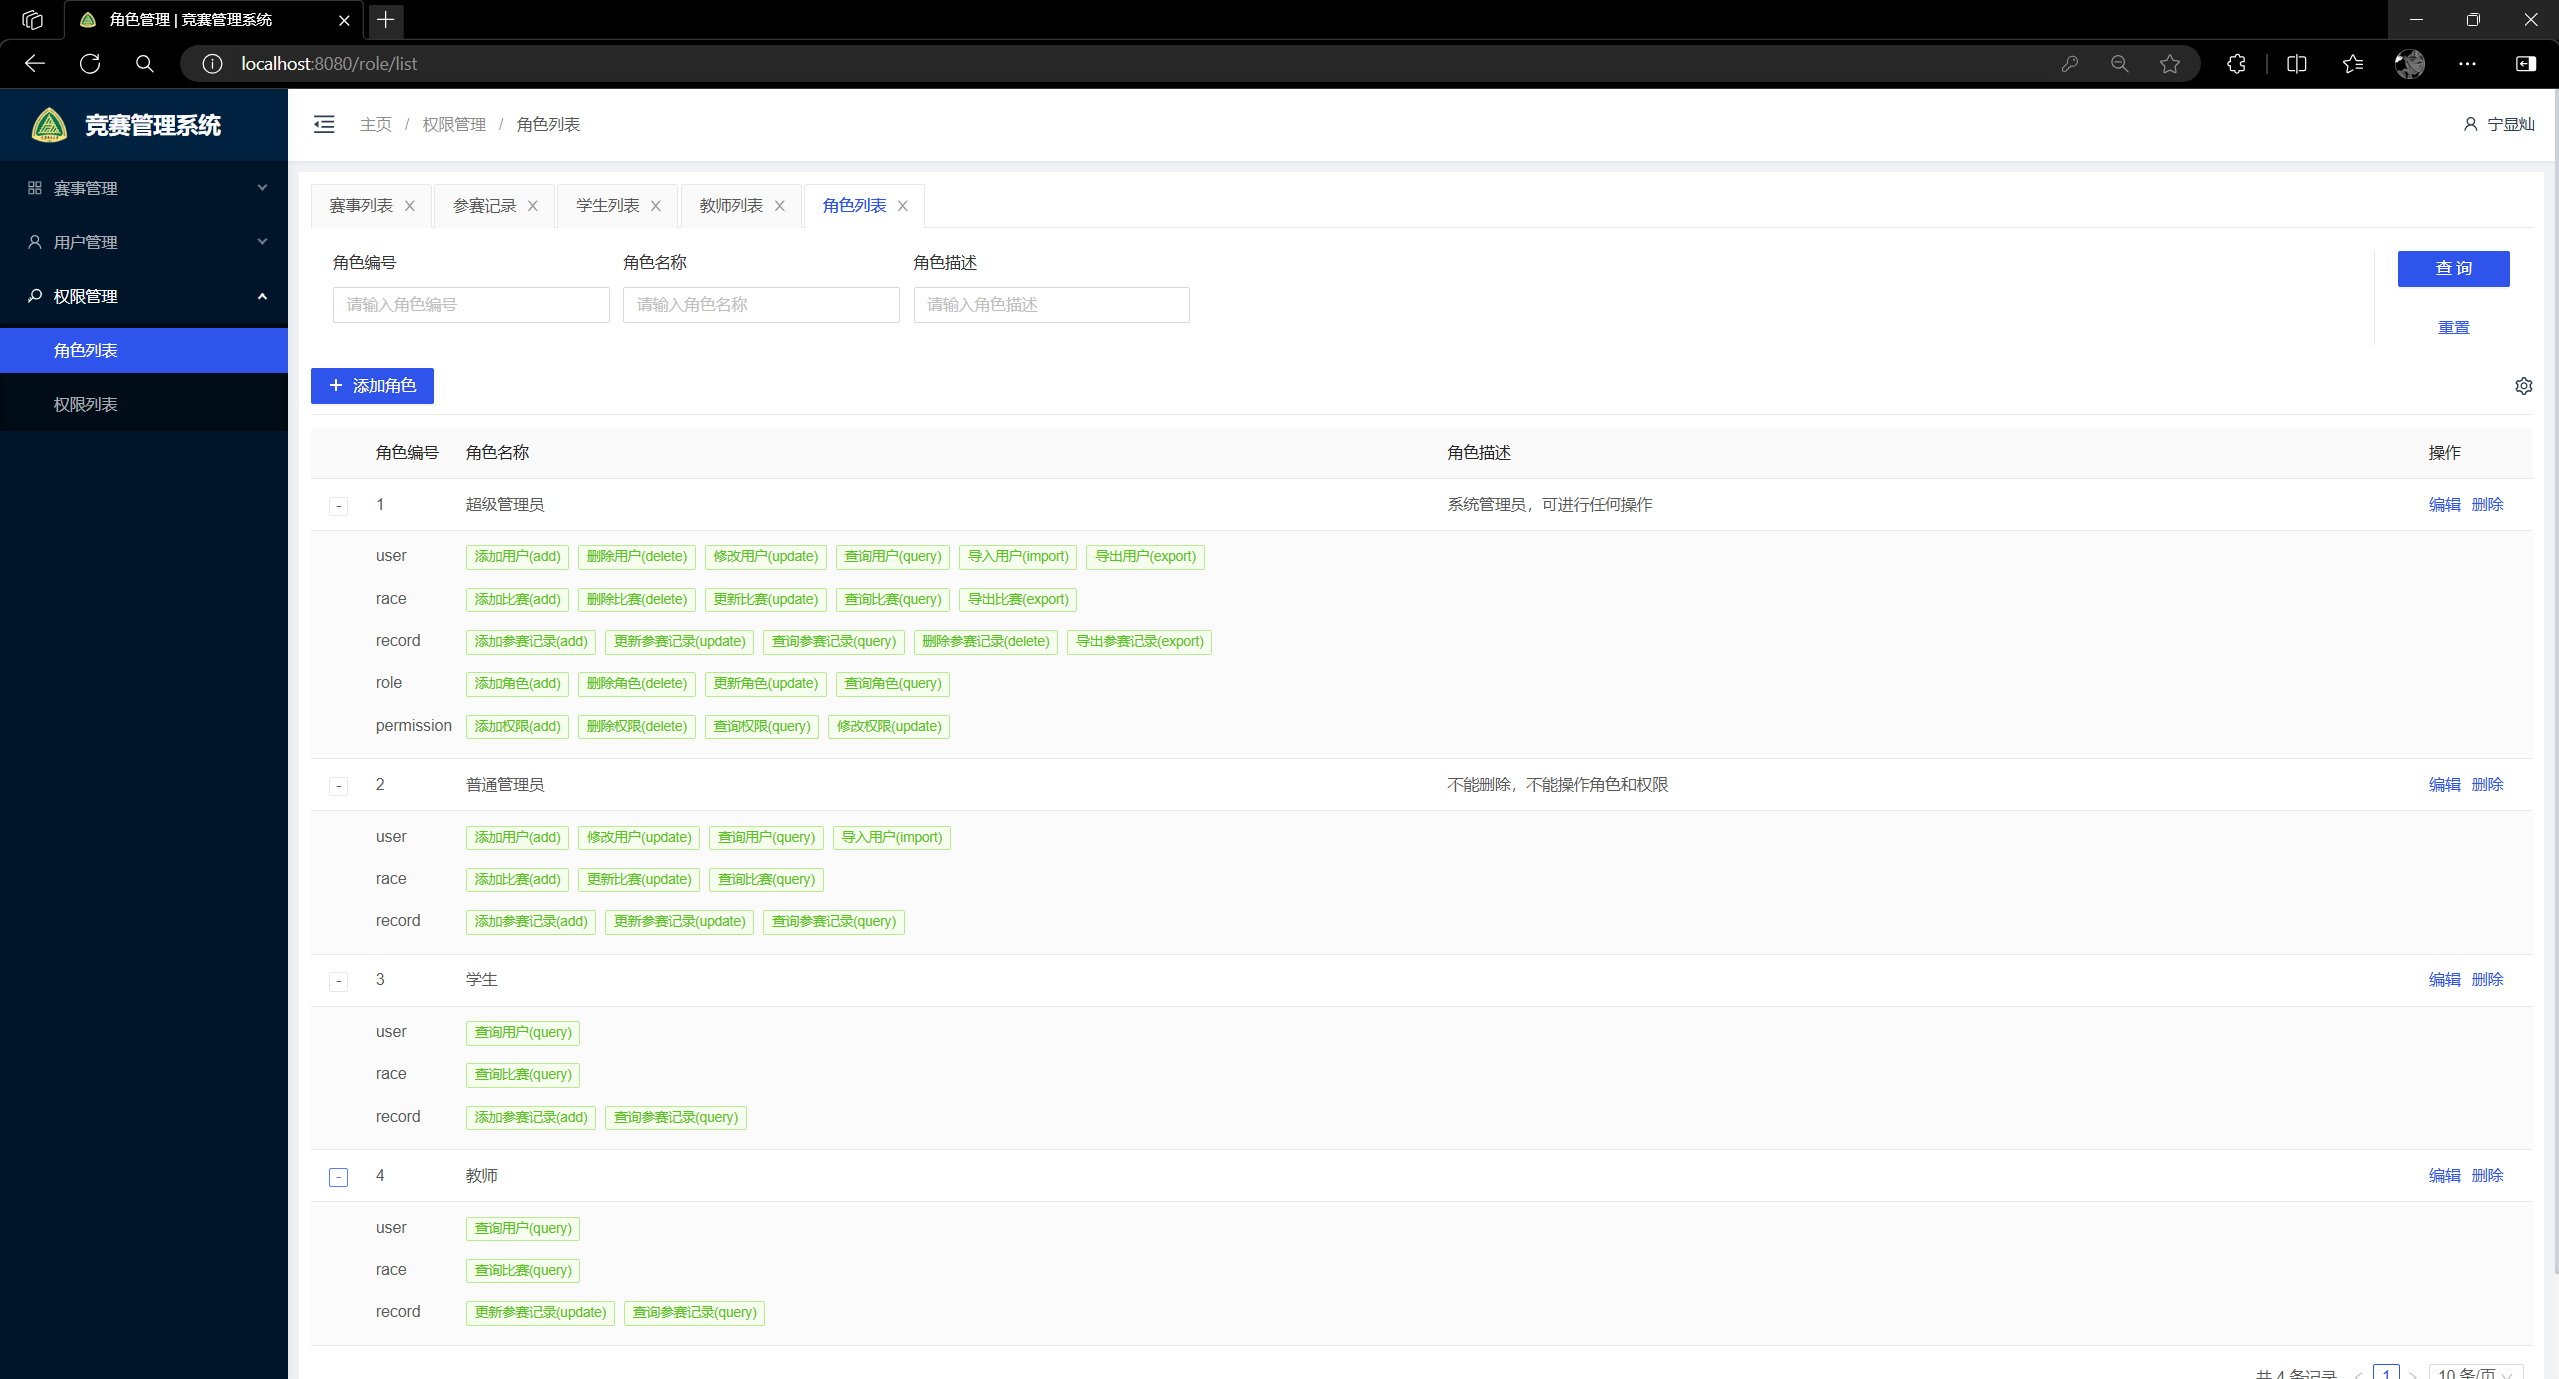 角色管理 | 竞赛管理系统
localhost:8080/role/list
竞赛管理系统
主页 / 权限管理 / 角色列表
宁显灿
赛事管理
用户管理
权限管理
角色列表
权限列表
赛事列表 参赛记录 学生列表 教师列表 角色列表
角色编号 角色名称 角色描述
请输入角色编号 请输入角色名称 请输入角色描述
查询
重置
+ 添加角色
角色编号 角色名称 角色描述 操作
- 1 超级管理员 系统管理员，可进行任何操作 编辑 删除
user 添加用户(add) 删除用户(delete) 修改用户(update) 查询用户(query) 导入用户(import) 导出用户(export)
race 添加比赛(add) 删除比赛(delete) 更新比赛(update) 查询比赛(query) 导出比赛(export)
record 添加参赛记录(add) 更新参赛记录(update) 查询参赛记录(query) 删除参赛记录(delete) 导出参赛记录(export)
role 添加角色(add) 删除角色(delete) 更新角色(update) 查询角色(query)
permission 添加权限(add) 删除权限(delete) 查询权限(query) 修改权限(update)
- 2 普通管理员 不能删除，不能操作角色和权限 编辑 删除
user 添加用户(add) 修改用户(update) 查询用户(query) 导入用户(import)
race 添加比赛(add) 更新比赛(update) 查询比赛(query)
record 添加参赛记录(add) 更新参赛记录(update) 查询参赛记录(query)
- 3 学生 编辑 删除
user 查询用户(query)
race 查询比赛(query)
record 添加参赛记录(add) 查询参赛记录(query)
- 4 教师 编辑 删除
user 查询用户(query)
race 查询比赛(query)
record 更新参赛记录(update) 查询参赛记录(query)
共 4 条记录 < 1 > 10 条/页